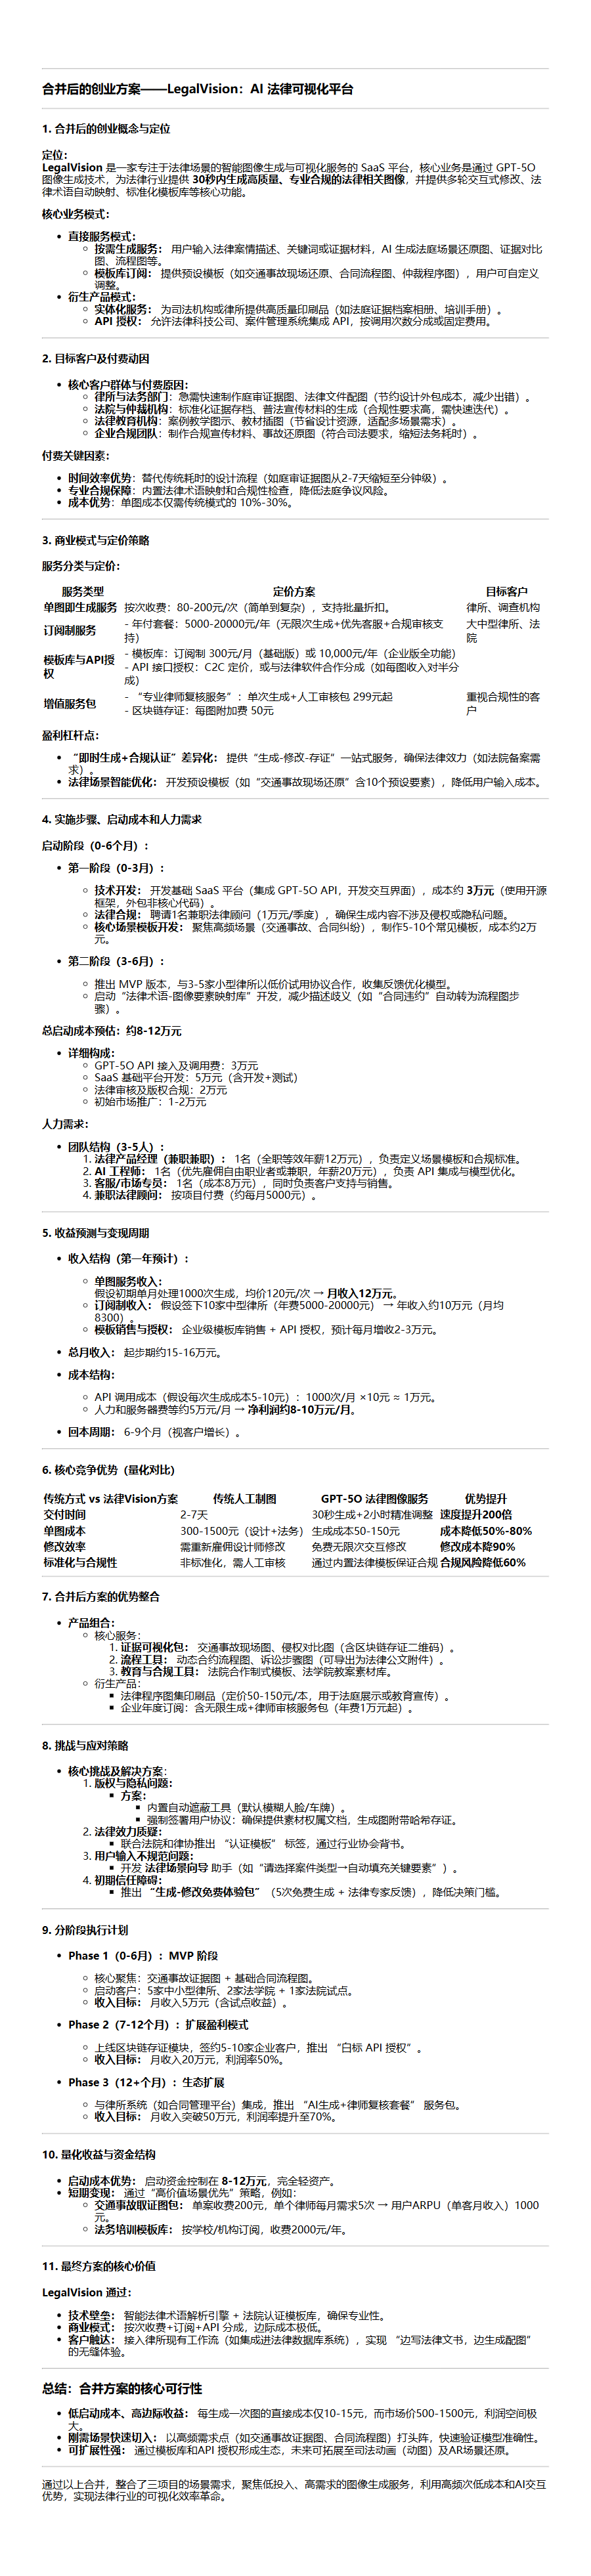 合并后的创业方案——LegalVision：AI 法律可视化平台
1. 合并后的创业概念与定位
定位：
LegalVision 是一家专注于法律场景的智能图像生成与可视化服务的 SaaS 平台，核心业务是通过 GPT-5O
图像生成技术，为法律行业提供 30秒内生成高质量、专业合规的法律相关图像，并提供多轮交互式修改、法
律术语自动映射、标准化模板库等核心功能。
核心业务模式：
• 直接服务模式：
◦ 按需生成服务： 用户输入法律案情描述、关键词或证据材料，AI 生成法庭场景还原图、证据对比
图、流程图等。
◦ 模板库订阅： 提供预设模板（如交通事故现场还原、合同流程图、仲裁程序图），用户可自定义
调整。
• 衍生产品模式：
◦ 实体化服务： 为司法机构或律所提供高质量印刷品（如法庭证据档案相册、培训手册）。
◦ API 授权： 允许法律科技公司、案件管理系统集成 API，按调用次数分成或固定费用。
2. 目标客户及付费动因
• 核心客户群体与付费原因：
◦ 律所与法务部门：急需快速制作庭审证据图、法律文件配图（节约设计外包成本，减少出错）。
◦ 法院与仲裁机构：标准化证据存档、普法宣传材料的生成（合规性要求高，需快速迭代）。
◦ 法律教育机构：案例教学图示、教材插图（节省设计资源，适配多场景需求）。
◦ 企业合规团队：制作合规宣传材料、事故还原图（符合司法要求，缩短法务耗时）。
付费关键因素：
• 时间效率优势：替代传统耗时的设计流程（如庭审证据图从2-7天缩短至分钟级）。
• 专业合规保障：内置法律术语映射和合规性检查，降低法庭争议风险。
• 成本优势：单图成本仅需传统模式的 10%-30%。
3. 商业模式与定价策略
服务分类与定价：
服务类型 定价方案 目标客户
单图即生成服务 按次收费：80-200元/次（简单到复杂），支持批量折扣。 律所、调查机构
订阅制服务 - 年付套餐：5000-20000元/年（无限次生成+优先客服+合规审核支
持） 大中型律所、法
院
模板库与API授
权 - 模板库：订阅制 300元/月（基础版）或 10,000元/年（企业版全功能）
- API 接口授权：C2C 定价，或与法律软件合作分成（如每图收入对半分
成）
增值服务包 - “专业律师复核服务”：单次生成+人工审核包 299元起
- 区块链存证：每图附加费 50元 重视合规性的客
户
盈利杠杆点：
• “即时生成+合规认证”差异化： 提供“生成-修改-存证”一站式服务，确保法律效力（如法院备案需
求）。
• 法律场景智能优化： 开发预设模板（如“交通事故现场还原”含10个预设要素），降低用户输入成本。
4. 实施步骤、启动成本和人力需求
启动阶段（0-6个月）：
• 第一阶段（0-3月）：
◦ 技术开发： 开发基础 SaaS 平台（集成 GPT-5O API，开发交互界面），成本约 3万元（使用开源
框架，外包非核心代码）。
◦ 法律合规： 聘请1名兼职法律顾问（1万元/季度），确保生成内容不涉及侵权或隐私问题。
◦ 核心场景模板开发： 聚焦高频场景（交通事故、合同纠纷），制作5-10个常见模板，成本约2万
元。
• 第二阶段（3-6月）：
◦ 推出 MVP 版本，与3-5家小型律所以低价试用协议合作，收集反馈优化模型。
◦ 启动“法律术语-图像要素映射库”开发，减少描述歧义（如“合同违约”自动转为流程图步
骤）。
总启动成本预估：约8-12万元
• 详细构成：
◦ GPT-5O API 接入及调用费：3万元
◦ SaaS 基础平台开发：5万元（含开发+测试）
◦ 法律审核及版权合规：2万元
◦ 初始市场推广：1-2万元
人力需求：
• 团队结构（3-5人）：
1. 法律产品经理（兼职兼职）： 1名（全职等效年薪12万元），负责定义场景模板和合规标准。
2. AI 工程师： 1名（优先雇佣自由职业者或兼职，年薪20万元），负责 API 集成与模型优化。
3. 客服/市场专员： 1名（成本8万元），同时负责客户支持与销售。
4. 兼职法律顾问： 按项目付费（约每月5000元）。
5. 收益预测与变现周期
• 收入结构（第一年预计）：
◦ 单图服务收入：
假设初期单月处理1000次生成，均价120元/次 → 月收入12万元。
◦ 订阅制收入： 假设签下10家中型律所（年费5000-20000元） → 年收入约10万元（月均
8300）。
◦ 模板销售与授权： 企业级模板库销售 + API 授权，预计每月增收2-3万元。
• 总月收入： 起步期约15-16万元。
• 成本结构：
◦ API 调用成本（假设每次生成成本5-10元）：1000次/月 ×10元 ≈ 1万元。
◦ 人力和服务器费等约5万元/月 → 净利润约8-10万元/月。
• 回本周期： 6-9个月（视客户增长）。
6. 核心竞争优势（量化对比）
传统方式 vs 法律Vision方案 传统人工制图 GPT-5O 法律图像服务 优势提升
交付时间 2-7天 30秒生成+2小时精准调整 速度提升200倍
单图成本 300-1500元（设计+法务） 生成成本50-150元 成本降低50%-80%
修改效率 需重新雇佣设计师修改 免费无限次交互修改 修改成本降90%
标准化与合规性 非标准化，需人工审核 通过内置法律模板保证合规 合规风险降低60%
7. 合并后方案的优势整合
• 产品组合：
◦ 核心服务：
1. 证据可视化包： 交通事故现场图、侵权对比图（含区块链存证二维码）。
2. 流程工具： 动态合约流程图、诉讼步骤图（可导出为法律公文附件）。
3. 教育与合规工具： 法院合作制式模板、法学院教案素材库。
◦ 衍生产品：
▪ 法律程序图集印刷品（定价50-150元/本，用于法庭展示或教育宣传）。
▪ 企业年度订阅：含无限生成+律师审核服务包（年费1万元起）。
8. 挑战与应对策略
• 核心挑战及解决方案：
1. 版权与隐私问题：
▪ 方案：
▪ 内置自动遮蔽工具（默认模糊人脸/车牌）。
▪ 强制签署用户协议：确保提供素材权属文档，生成图附带哈希存证。
2. 法律效力质疑：
▪ 联合法院和律协推出 “认证模板” 标签，通过行业协会背书。
3. 用户输入不规范问题：
▪ 开发 法律场景向导 助手（如“请选择案件类型→自动填充关键要素”）。
4. 初期信任障碍：
▪ 推出 “生成-修改免费体验包”（5次免费生成 + 法律专家反馈），降低决策门槛。
9. 分阶段执行计划
• Phase 1（0-6月）：MVP 阶段
◦ 核心聚焦：交通事故证据图 + 基础合同流程图。
◦ 启动客户：5家中小型律所、2家法学院 + 1家法院试点。
◦ 收入目标： 月收入5万元（含试点收益）。
• Phase 2（7-12个月）：扩展盈利模式
◦ 上线区块链存证模块，签约5-10家企业客户，推出 “白标 API 授权”。
◦ 收入目标： 月收入20万元，利润率50%。
• Phase 3（12+个月）：生态扩展
◦ 与律所系统（如合同管理平台）集成，推出 “AI生成+律师复核套餐” 服务包。
◦ 收入目标： 月收入突破50万元，利润率提升至70%。
10. 量化收益与资金结构
• 启动成本优势： 启动资金控制在 8-12万元，完全轻资产。
• 短期变现： 通过“高价值场景优先”策略，例如：
◦ 交通事故取证图包： 单案收费200元，单个律师每月需求5次 → 用户ARPU（单客月收入）1000
元。
◦ 法务培训模板库： 按学校/机构订阅，收费2000元/年。
11. 最终方案的核心价值
LegalVision 通过：
• 技术壁垒： 智能法律术语解析引擎 + 法院认证模板库，确保专业性。
• 商业模式： 按次收费+订阅+API 分成，边际成本极低。
• 客户触达： 接入律所现有工作流（如集成进法律数据库系统），实现 “边写法律文书，边生成配图”
的无缝体验。
总结：合并方案的核心可行性
• 低启动成本、高边际收益： 每生成一次图的直接成本仅10-15元，而市场价500-1500元，利润空间极
大。
• 刚需场景快速切入： 以高频需求点（如交通事故证据图、合同流程图）打头阵，快速验证模型准确性。
• 可扩展性强： 通过模板库和API 授权形成生态，未来可拓展至司法动画（动图）及AR场景还原。
通过以上合并，整合了三项目的场景需求，聚焦低投入、高需求的图像生成服务，利用高频次低成本和AI交互
优势，实现法律行业的可视化效率革命。